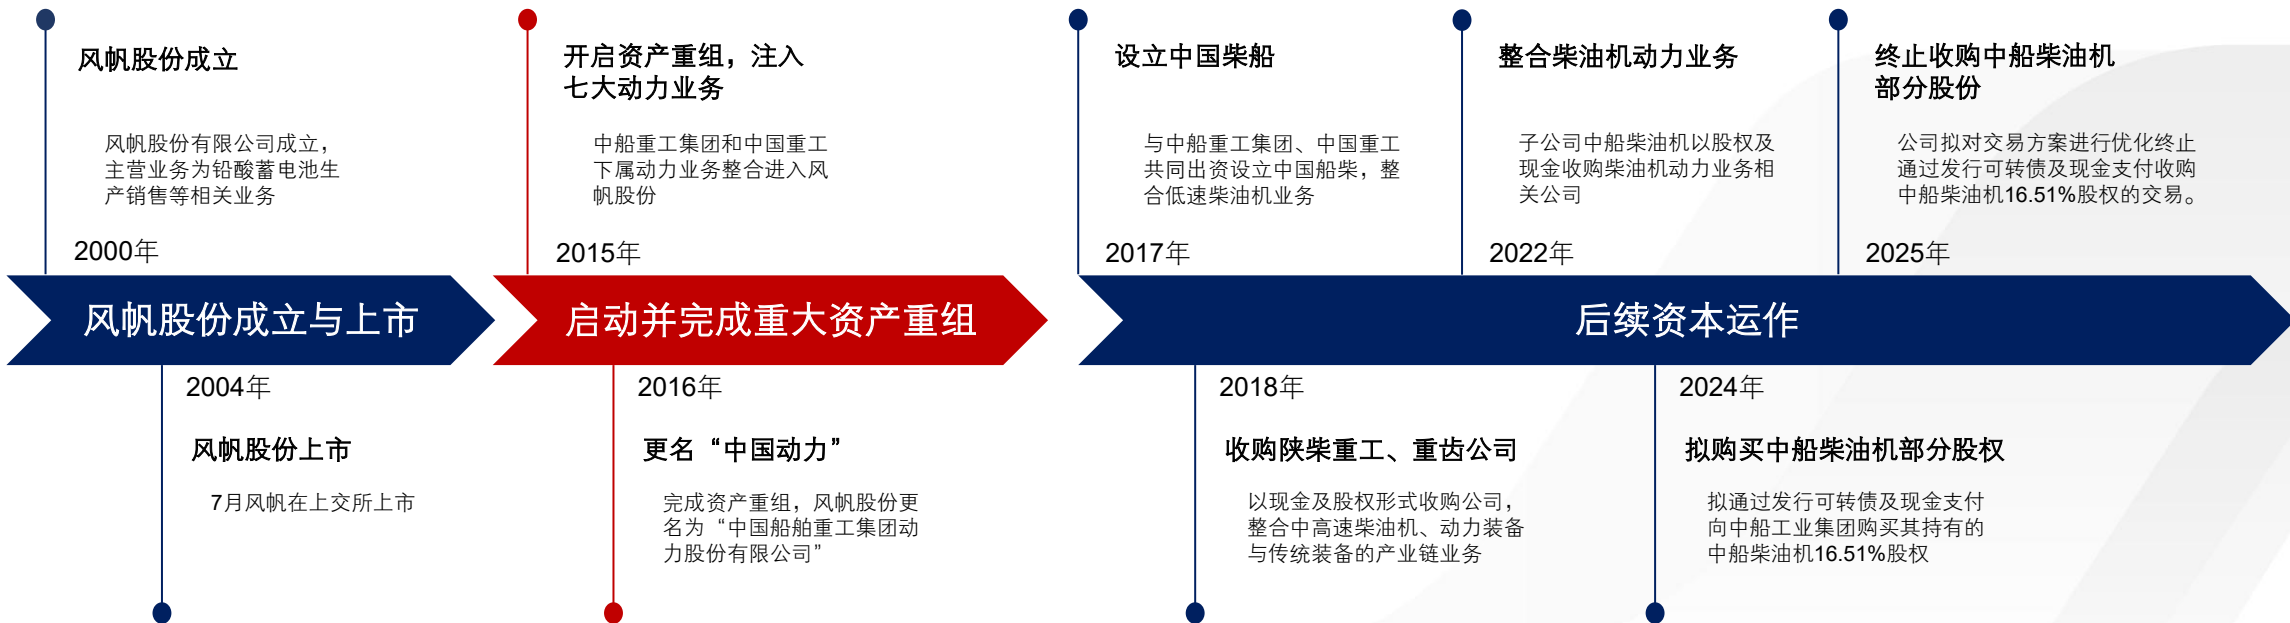 风帆股份成立
风帆股份有限公司成立，
主营业务为铅酸蓄电池生
产销售等相关业务
2000年
开启资产重组，注入
七大动力业务
中船重工集团和中国重工
下属动力业务整合进入风
帆股份
2015年
设立中国柴船
与中船重工集团、中国重工
共同出资设立中国船柴，整
合低速柴油机业务
2017年
整合柴油机动力业务
子公司中船柴油机以股权及
现金收购柴油机动力业务相
关公司
2022年
终止收购中船柴油机
部分股份
公司拟对交易方案进行优化终止
通过发行可转债及现金支付收购
中船柴油机16.51%股权的交易。
2025年
风帆股份成立与上市
启动并完成重大资产重组
后续资本运作
2004年
风帆股份上市
7月风帆在上交所上市
2016年
更名“中国动力”
完成资产重组，风帆股份更
名为“中国船舶重工集团动
力股份有限公司”
2018年
收购陕柴重工、重齿公司
以现金及股权形式收购公司，
整合中高速柴油机、动力装备
与传统装备的产业链业务
2024年
拟购买中船柴油机部分股权
拟通过发行可转债及现金支付
向中船工业集团购买其持有的
中船柴油机16.51%股权